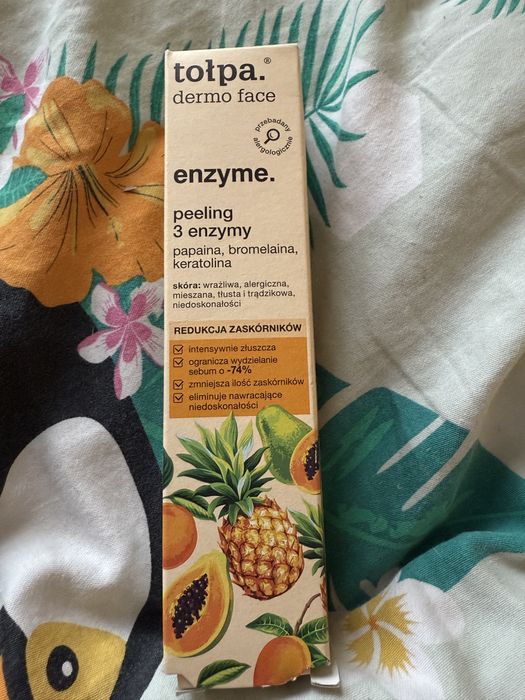 tołpa.®
dermo face
przebadany
alergologicznie
enzyme.
peeling
3 enzymy
papaina, bromelaina,
keratolina
skóra: wrażliwa, alergiczna,
mieszana, tłusta i trądzikowa,
niedoskonałości
REDUKCJA ZASKÓRNIKÓW
intensywnie złuszcza
ogranicza wydzielanie
sebum o -74%
zmniejsza ilość zaskórników
eliminuje nawracające
niedoskonałości